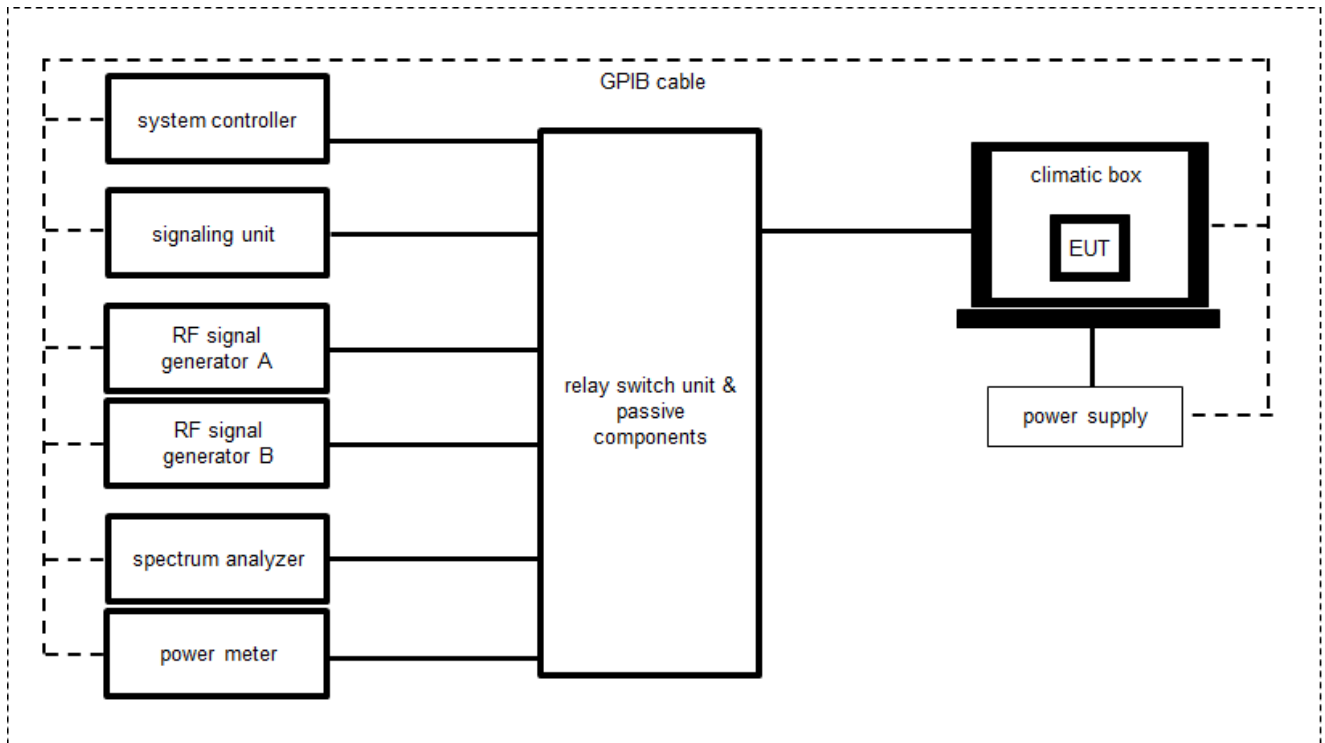 GPIB cable
system controller
signaling unit
RF signal
generator A
RF signal
generator B
spectrum analyzer
power meter
relay switch unit &
passive
components
climatic box
EUT
power supply